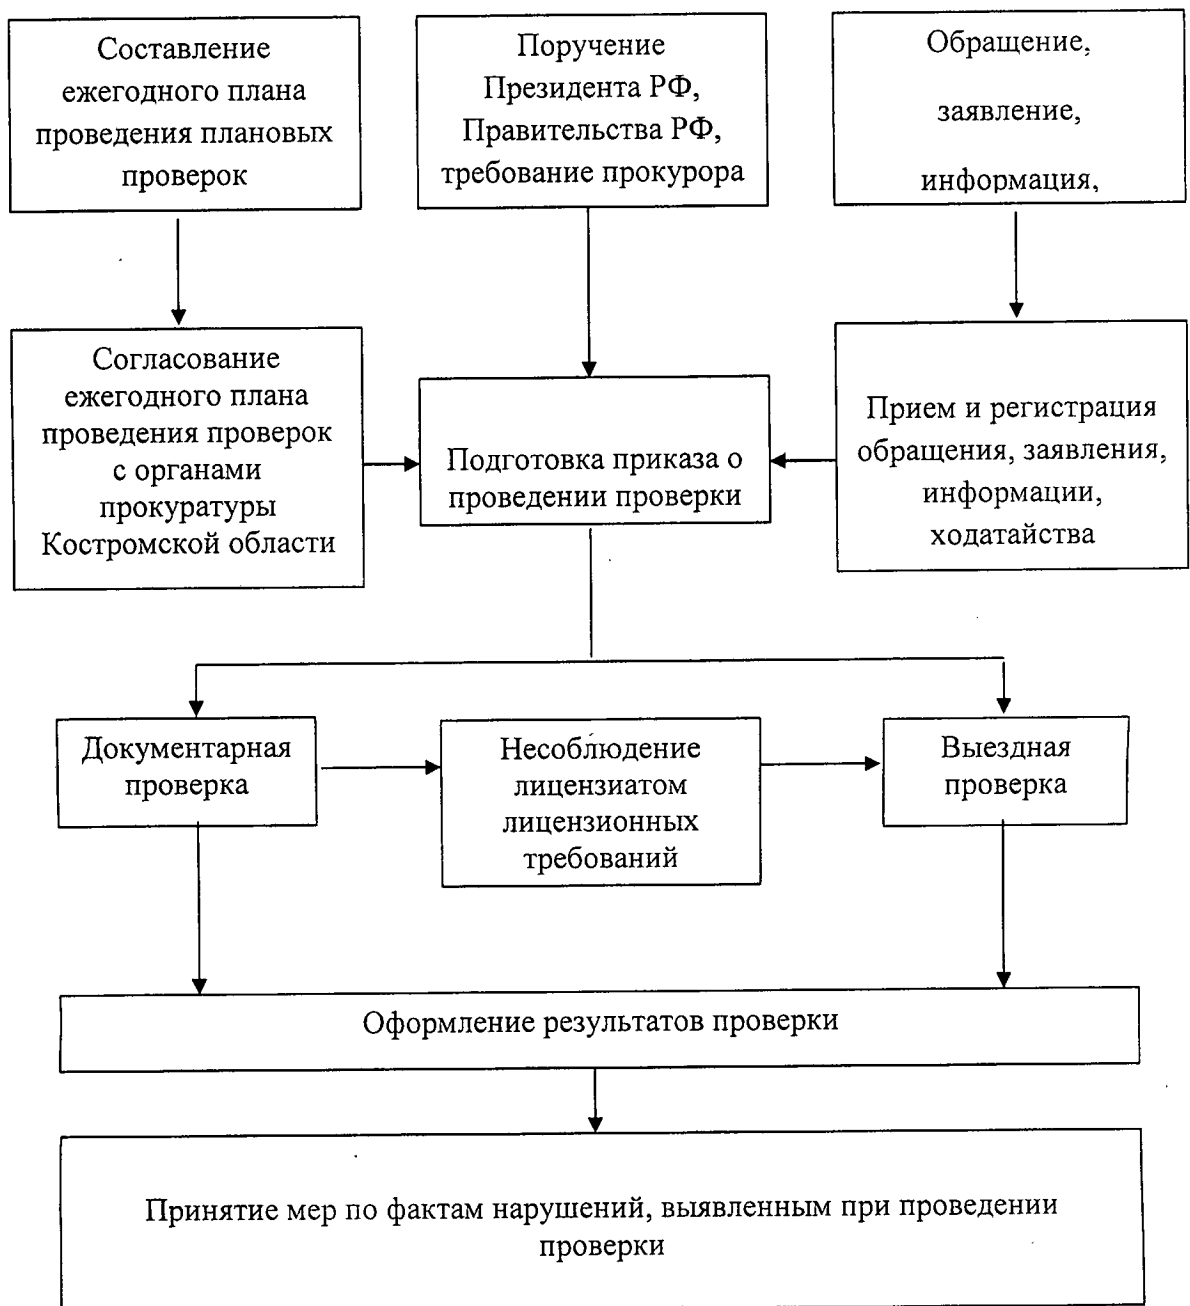 Составление
ежегодного плана
проведения плановых
проверок
Поручение
Президента РФ,
Правительства РФ,
требование прокурора
Обращение,
заявление,
информация,
Согласование
ежегодного плана
проведения проверок
с органами
прокуратуры
Костромской области
Подготовка приказа о
проведении проверки
Прием и регистрация
обращения, заявления,
информации,
ходатайства
Документарная
проверка
Несоблюдение
лицензиатом
лицензионных
требований
Выездная
проверка
Оформление результатов проверки
Принятие мер по фактам нарушений, выявленным при проведении
проверки